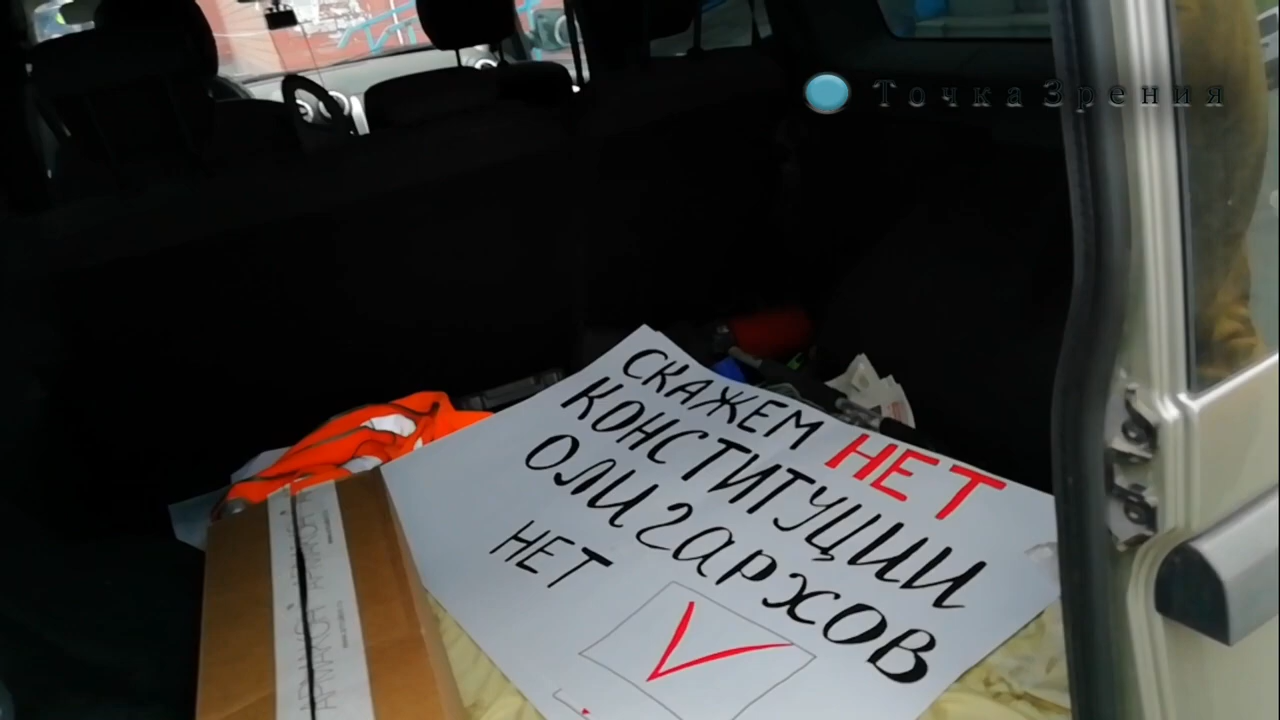 Точка Зрения
СКАЖЕМ НЕТ
КОНСТИТУЦИИ
ОЛИГАРХОВ
НЕТ